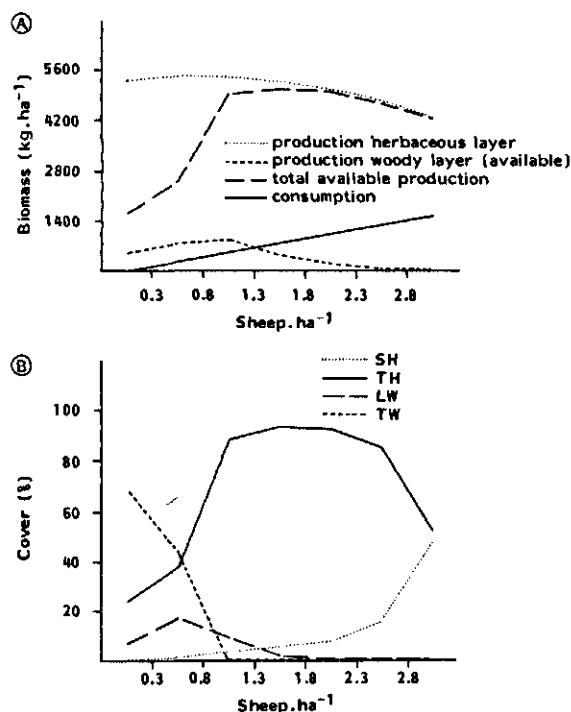 A
Biomass (kg.ha⁻¹)
5600
4200
2800
1400
production herbaceous layer
production woody layer (available)
total available production
consumption
0.3 0.8 1.3 1.8 2.3 2.8
Sheep.ha⁻¹
B
Cover (%)
100
80
60
40
20
SH
TH
LW
TW
0.3 0.8 1.3 1.8 2.3 2.8
Sheep.ha⁻¹